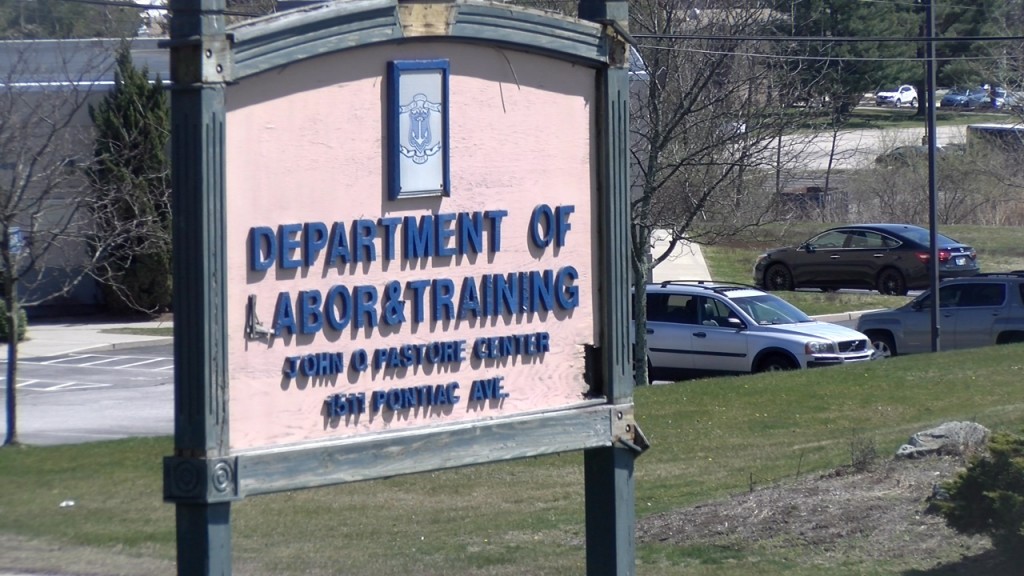 DEPARTMENT OF
LABOR&TRAINING
JOHN O PASTORE CENTER
1511 PONTIAC AVE.